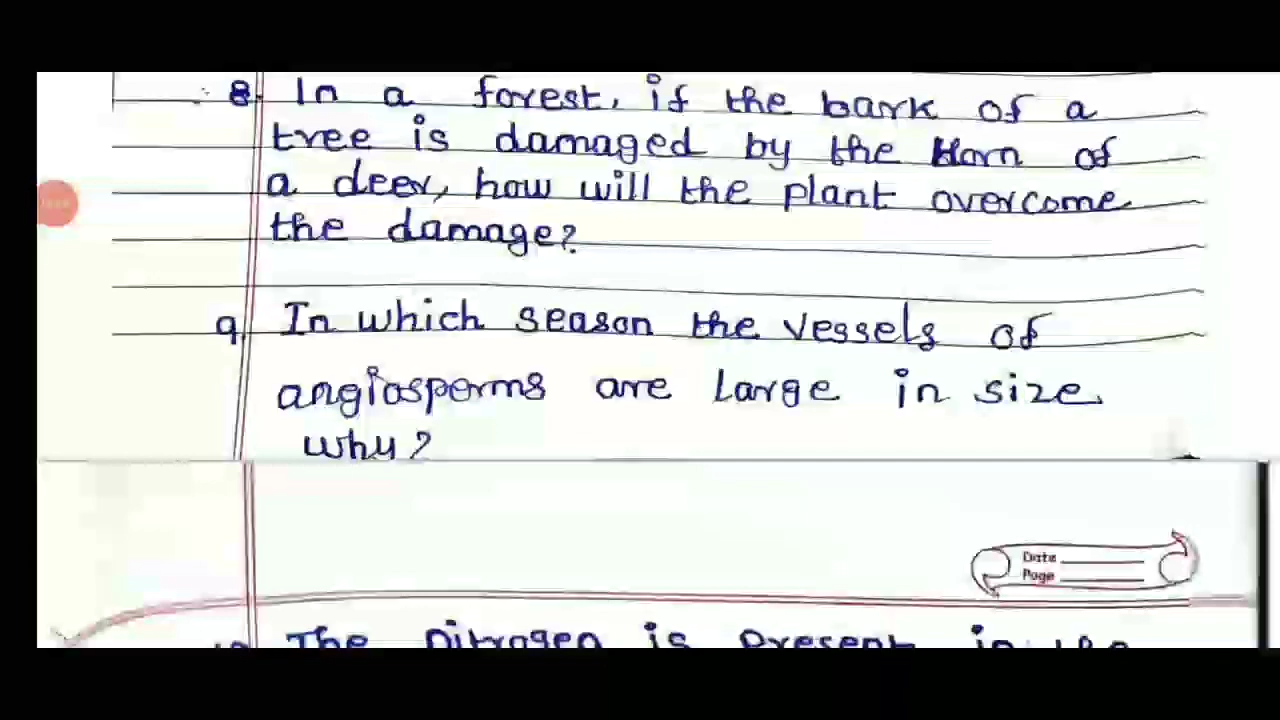 8. In a forest, if the bark of a
tree is damaged by the Horn of
a deer, how will the plant overcome
the damage?
9. In which season the vessels of
angiosperms are large in size.
why?
Date
Page
The nitrogen is present in the